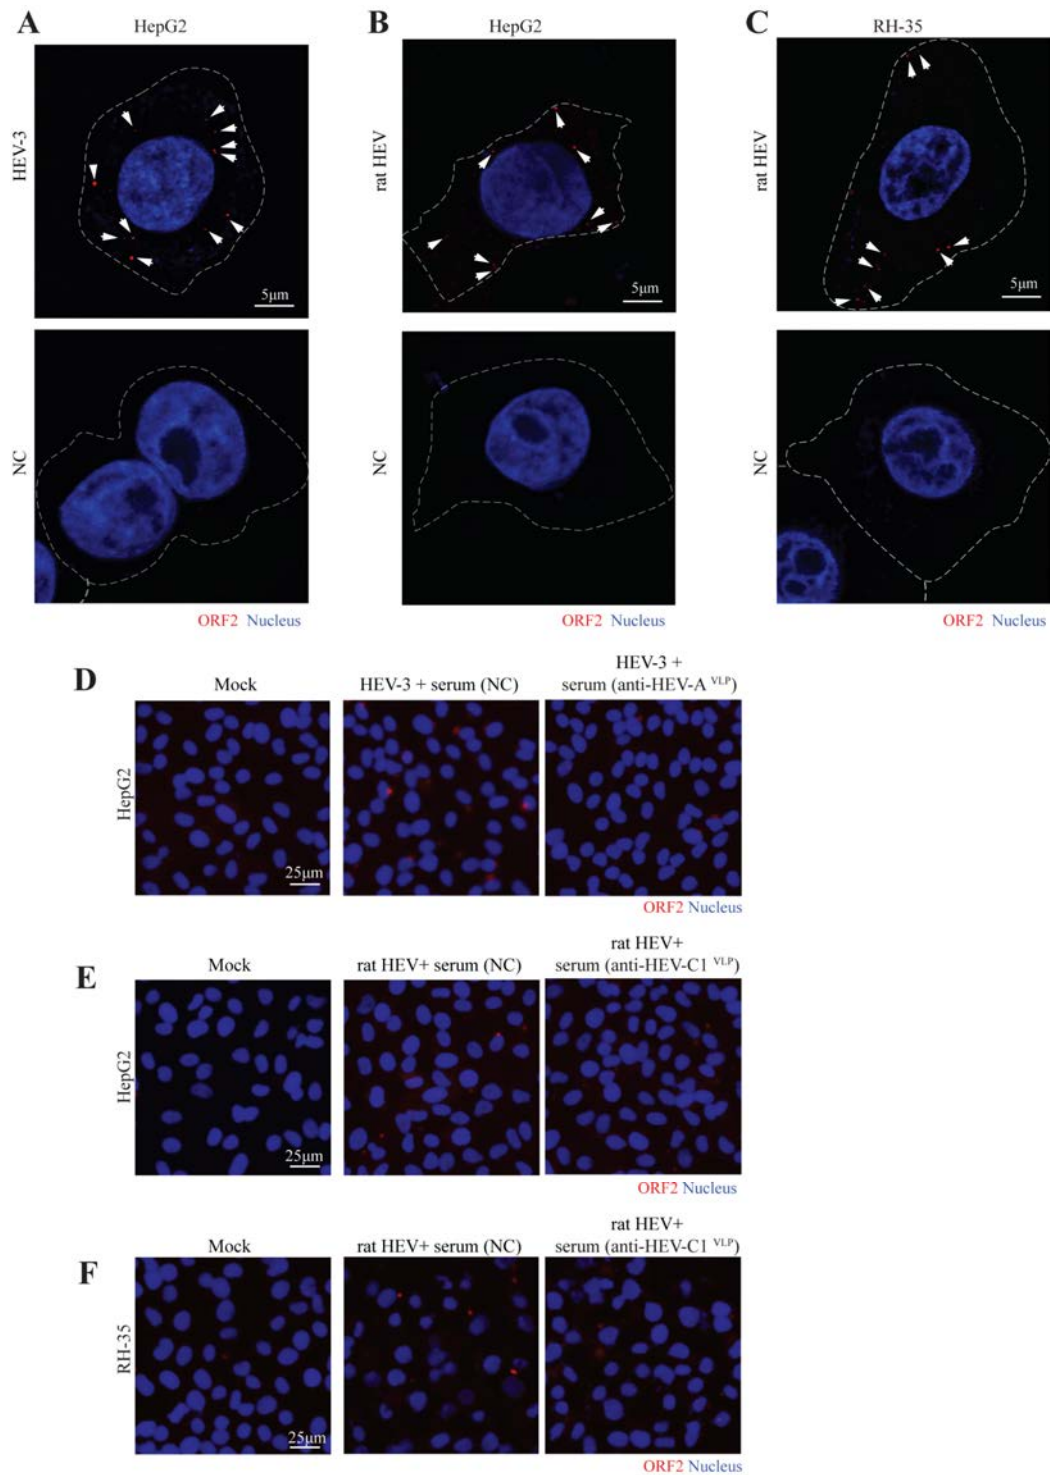 A
HepG2
B
HepG2
C
RH-35
HEV-3
rat HEV
rat HEV
5μm
5μm
5μm
NC
NC
NC
ORF2 Nucleus
ORF2 Nucleus
ORF2 Nucleus
D
Mock
HEV-3 + serum (NC)
HEV-3 +
serum (anti-HEV-A VLP)
HepG2
25μm
ORF2 Nucleus
E
Mock
rat HEV+ serum (NC)
rat HEV+
serum (anti-HEV-C1 VLP)
HepG2
25μm
ORF2 Nucleus
F
Mock
rat HEV+ serum (NC)
rat HEV+
serum (anti-HEV-C1 VLP)
RH-35
25μm
ORF2 Nucleus